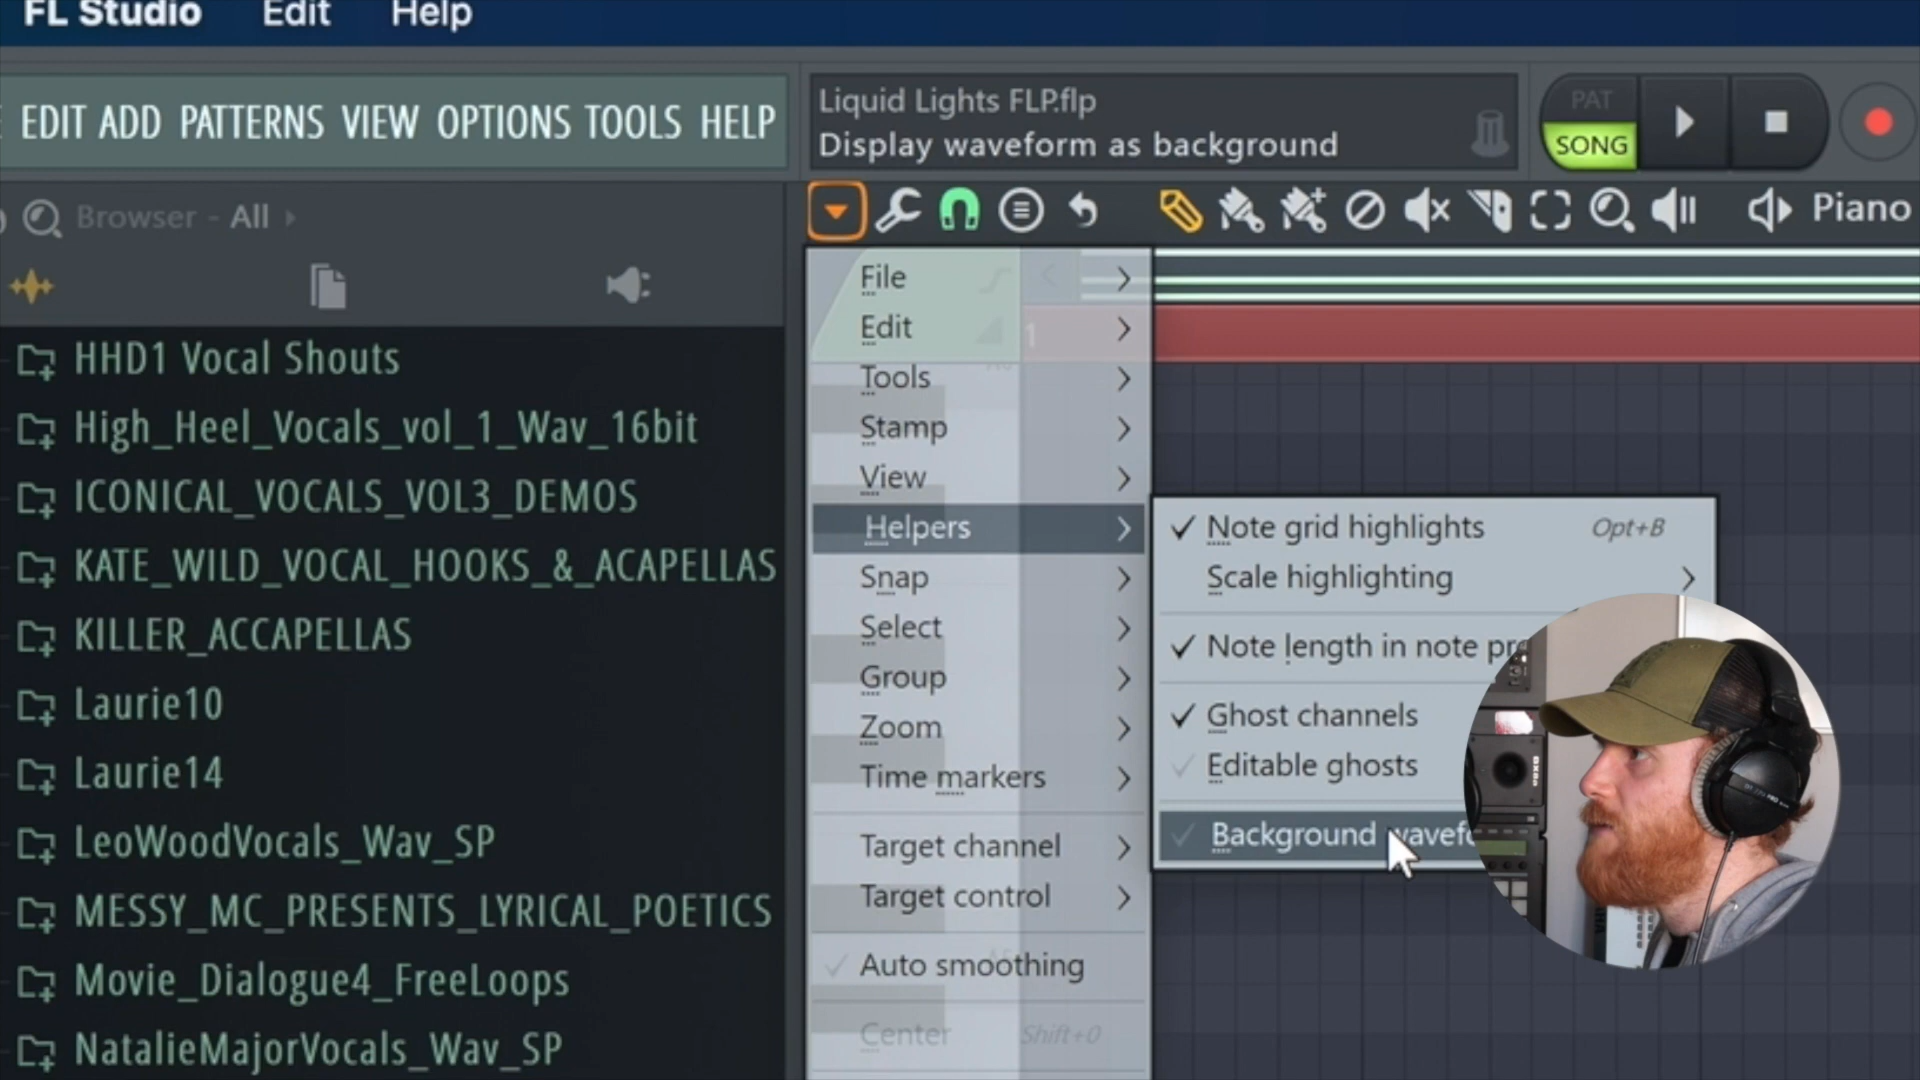 FL Studio Edit Help
EDIT ADD PATTERNS VIEW OPTIONS TOOLS HELP
Liquid Lights FLP.flp
Display waveform as background
PAT
SONG
Browser - All
Piano
HHD1 Vocal Shouts
High_Heel_Vocals_vol_1_Wav_16bit
ICONICAL_VOCALS_VOL3_DEMOS
KATE_WILD_VOCAL_HOOKS_&_ACAPELLAS
KILLER_ACCAPELLAS
Laurie10
Laurie14
LeoWoodVocals_Wav_SP
MESSY_MC_PRESENTS_LYRICAL_POETICS
Movie_Dialogue4_FreeLoops
NatalieMajorVocals_Wav_SP
File
Edit
Tools
Stamp
View
Helpers
Snap
Select
Group
Zoom
Time markers
Target channel
Target control
Auto smoothing
Center Shift+0
1
Note grid highlights Opt+B
Scale highlighting
Note length in note
Ghost channels
Editable ghosts
Background